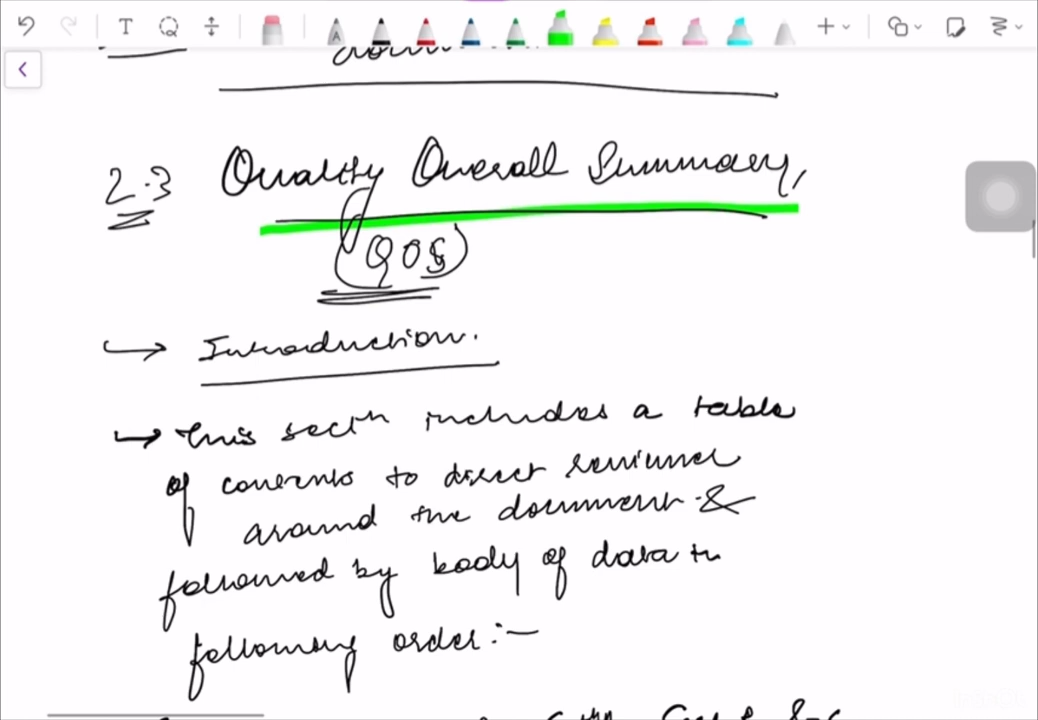 2.3 Quality Overall Summary,
(QOS)
↳ Introduction.
↳ This sectn includes a table
of contents to direct reviewer
around the document &
followed by body of data in
following order:-